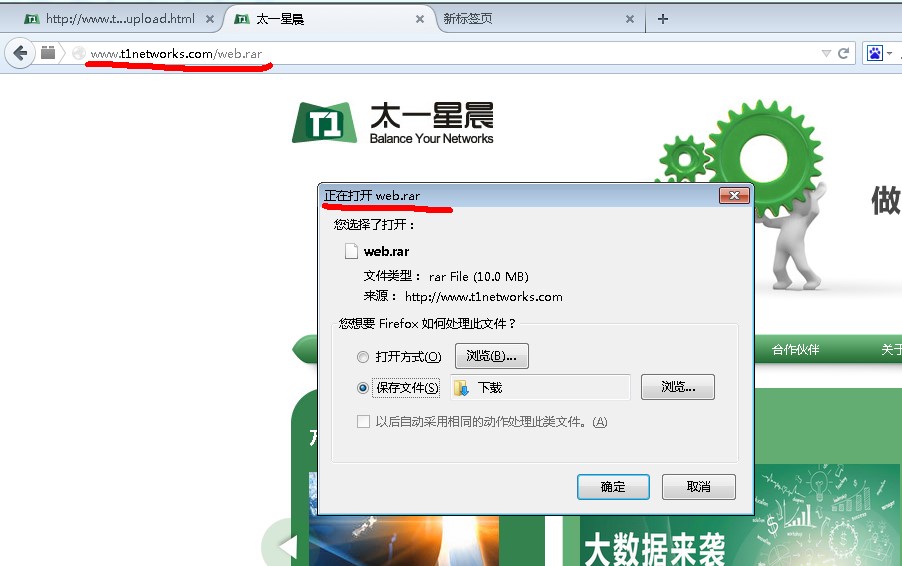 http://www.t...upload.html
太一星晨
新标签页
www.t1networks.com/web.rar
T1
太一星晨
Balance Your Networks
做
正在打开 web.rar
您选择了打开：
web.rar
文件类型： rar File (10.0 MB)
来源： http://www.t1networks.com
您想要 Firefox 如何处理此文件？
打开方式(O)
浏览(B)...
保存文件(S)
下载
浏览...
以后自动采用相同的动作处理此类文件。(A)
确定
取消
合作伙伴
关于
大数据来袭